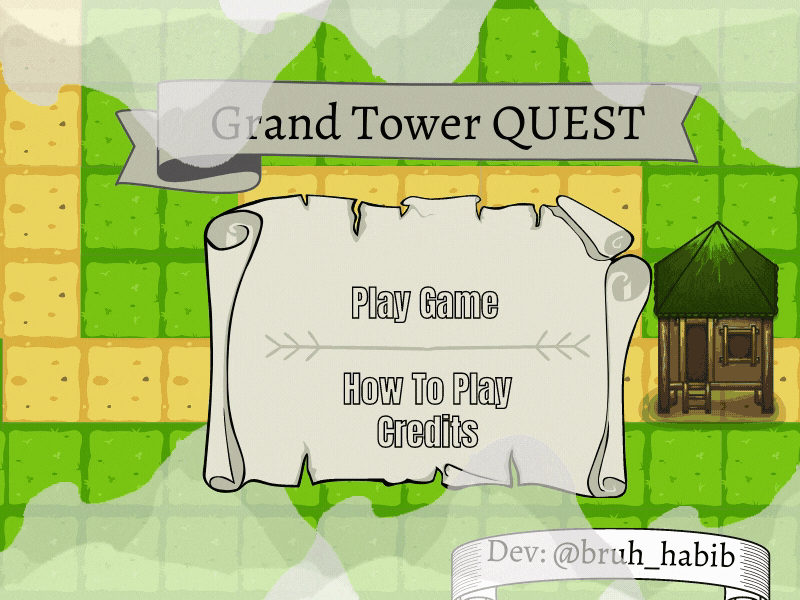 Grand Tower QUEST
Play Game
How To Play
Credits
Dev: @bruh_habib